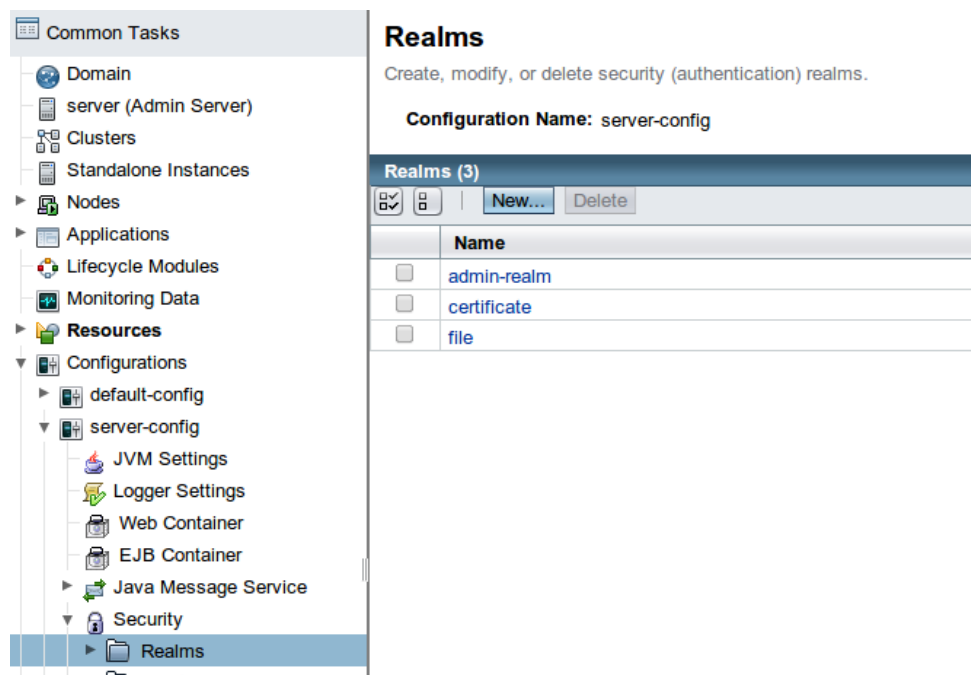 Common Tasks
Domain
server (Admin Server)
Clusters
Standalone Instances
Nodes
Applications
Lifecycle Modules
Monitoring Data
Resources
Configurations
default-config
server-config
JVM Settings
Logger Settings
Web Container
EJB Container
Java Message Service
Security
Realms
Realms
Create, modify, or delete security (authentication) realms.
Configuration Name: server-config
Realms (3)
New... Delete
Name
admin-realm
certificate
file